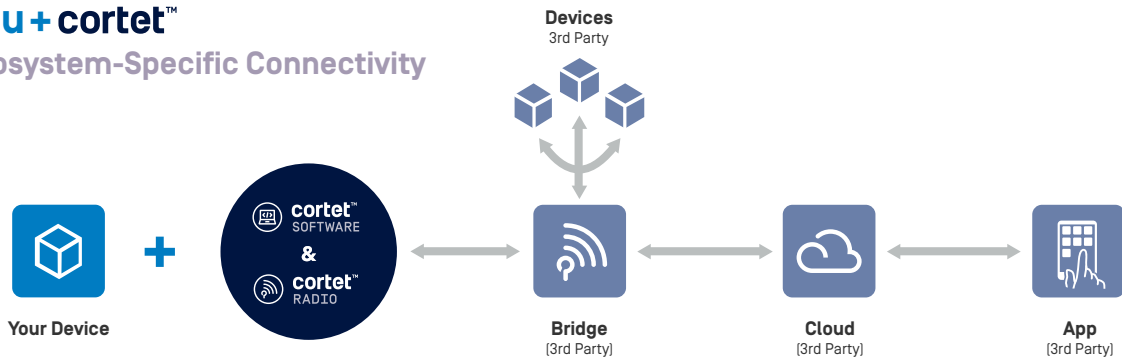 u + cortet™
osystem-Specific Connectivity
Devices
3rd Party
cortet™
SOFTWARE
&
cortet™
RADIO
+
Your Device
Bridge
(3rd Party)
Cloud
(3rd Party)
App
(3rd Party)